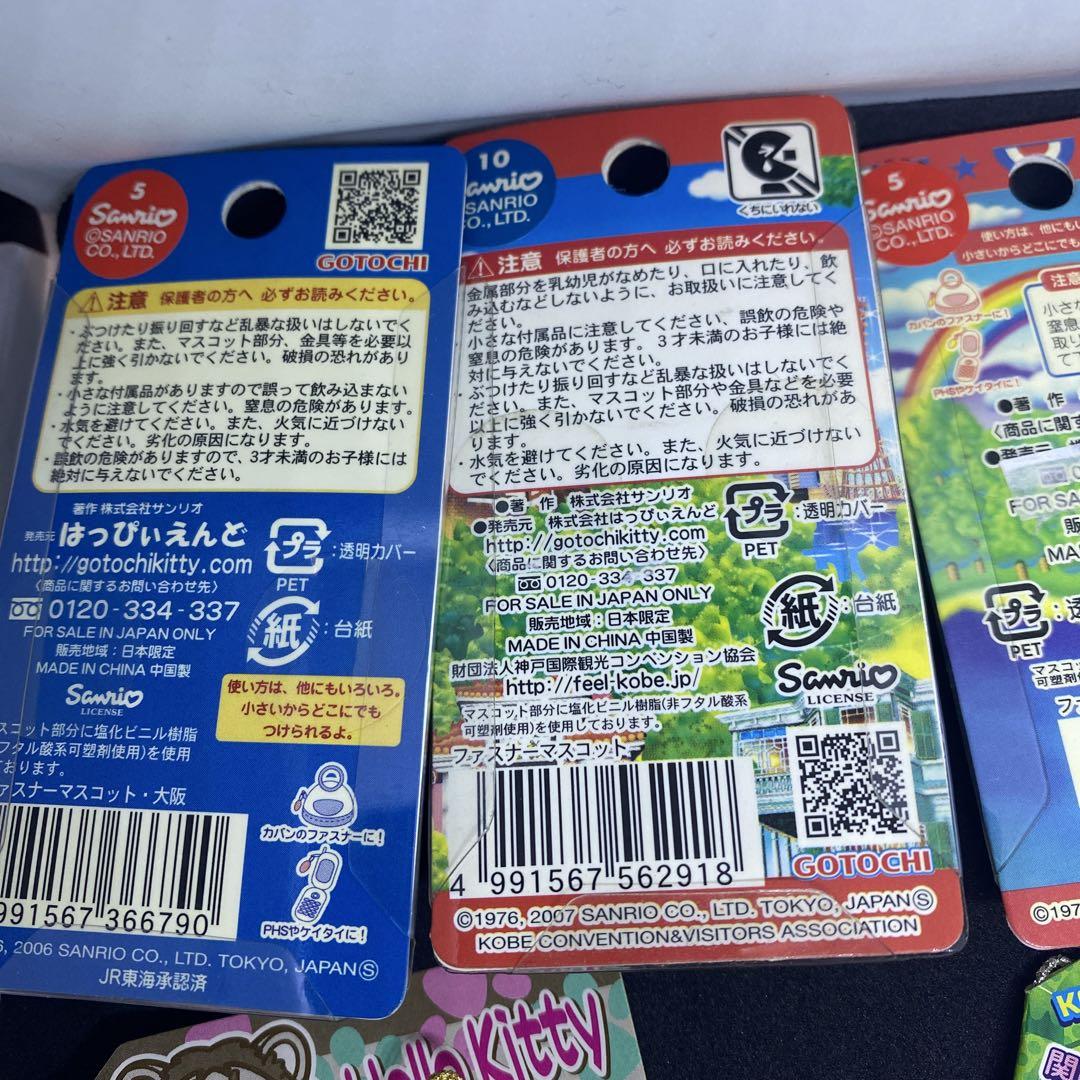 5
Sanrio
©SANRIO
CO., LTD.
GOTOCHI
注意 保護者の方へ 必ずお読みください。
・ぶつけたり振り回すなど乱暴な扱いはしないでく
ださい。また、マスコット部分、金具等を必要以
上に強く引かないでください。破損の恐れがあり
ます。
・小さな付属品がありますので誤って飲み込まない
ように注意してください。窒息の危険があります。
・水気を避けてください。また、火気に近づけない
でください。劣化の原因になります。
・誤飲の危険がありますので、3才未満のお子様には
絶対に与えないでください。
著作 株式会社サンリオ
発売元 はっぴぃえんど
http://gotochikitty.com
〈商品に関するお問い合わせ先〉
0120-334-337
FOR SALE IN JAPAN ONLY
販売地域：日本限定
MADE IN CHINA 中国製
Sanrio
LICENSE
プラ
：透明カバー
PET
紙
：台紙
使い方は、他にもいろいろ。
小さいからどこにでも
つけられるよ。
スコット部分に塩化ビニル樹脂
フタル酸系可塑剤使用)を使用
ております。
ァスナーマスコット・大阪
カバンのファスナーに！
PHSやケイタイに！
991567 366790
6, 2006 SANRIO CO., LTD. TOKYO, JAPAN Ⓢ
JR東海承認済
10
Sanrio
CO., LTD.
くちにいれない
注意 保護者の方へ 必ずお読みください。
金属部分を乳幼児がなめたり、口に入れたり、飲
み込むなどしないように、お取扱いに注意してく
ださい。
小さな付属品に注意してください、誤飲の危険や
窒息の危険があります。3才未満のお子様には絶
対に与えないでください。
・ぶつけたり振り回すなど乱暴な扱いはしないでく
ださい。また、マスコット部分や金具などを必要
以上に強く引かないでください。破損の恐れがあ
ります。
・水気を避けてください。また、火気に近づけない
でください。劣化の原因になります。
●著 作 株式会社サンリオ
●発売元 株式会社はっぴぃえんど
http://gotochikitty.com
〈商品に関するお問い合わせ先〉
0120-334-337
FOR SALE IN JAPAN ONLY
販売地域：日本限定
MADE IN CHINA 中国製
財団法人神戸国際観光コンベンション協会
http://feel-kobe.jp/
マスコット部分に塩化ビニル樹脂(非フタル酸系
可塑剤使用)を使用しております。
ファスナーマスコット
プラ
：透明カバー
PET
紙
：台紙
Sanrio
LICENSE
4 991567 562918
GOTOCHI
©1976, 2007 SANRIO CO., LTD. TOKYO, JAPAN Ⓢ
KOBE CONVENTION&VISITORS ASSOCIATION
5
Sanrio
©SANRIO
CO., LTD.
使い方は、他にもい
小さいからどこにでも
カバンのファスナーに！
PHSやケイタイに！
注意
小さな
窒息
取り
て下
●著 作
〈商品に関す
●発売元
FOR SALE IN
販
MA
プラ
：透
PET
マスコット
可塑剤使
フ
©197
Hello Kitty
関